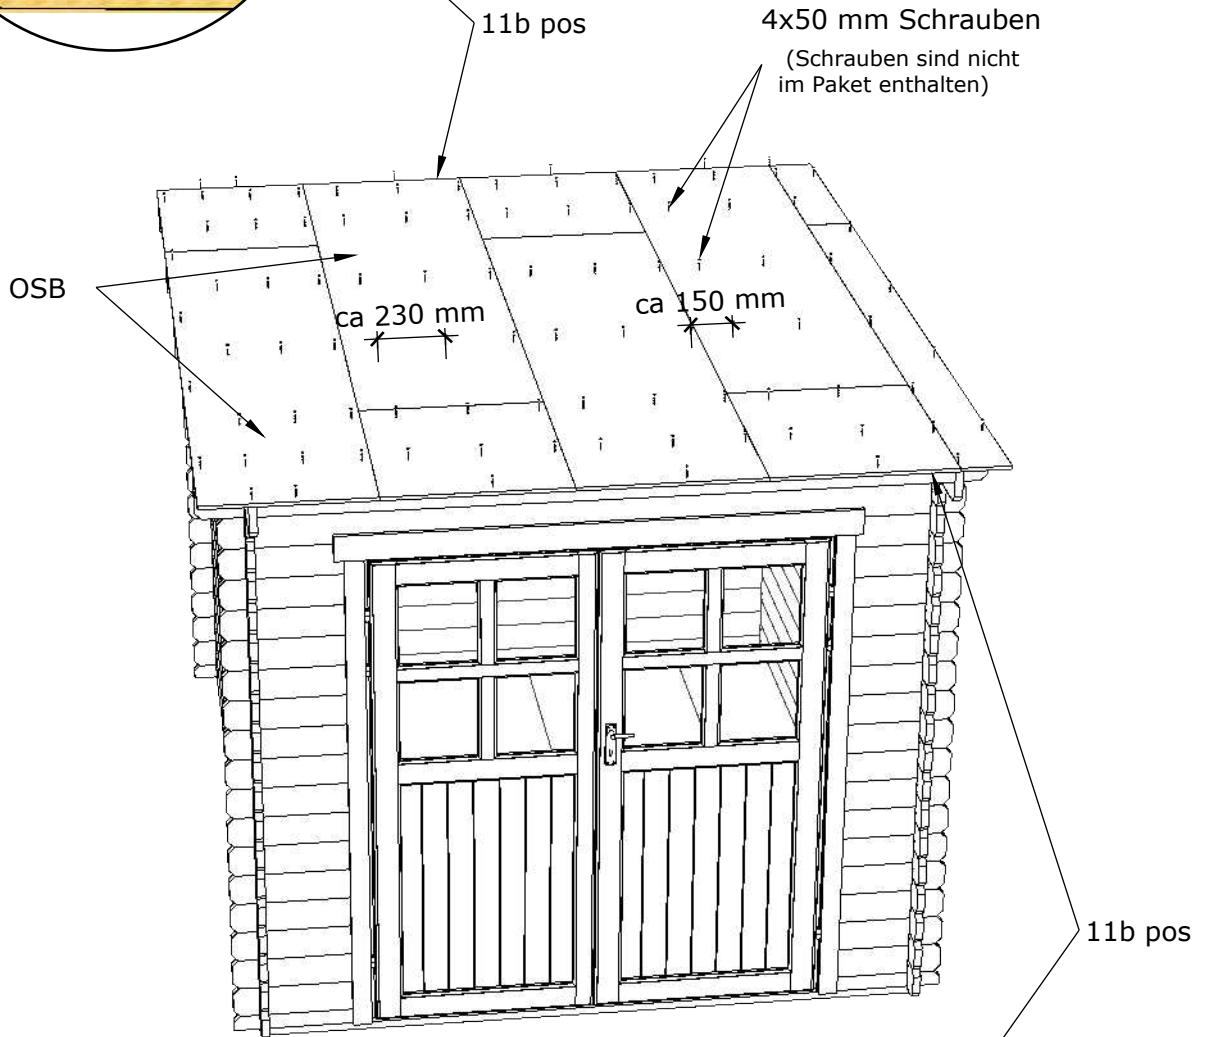 11b pos
4x50 mm Schrauben
(Schrauben sind nicht
im Paket enthalten)
OSB
ca 230 mm
ca 150 mm
11b pos